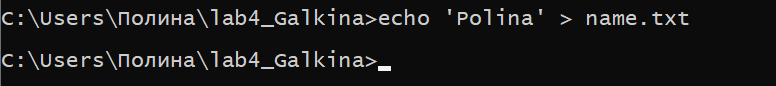 C:\Users\Полина\lab4_Galkina>echo 'Polina' > name.txt
C:\Users\Полина\lab4_Galkina>